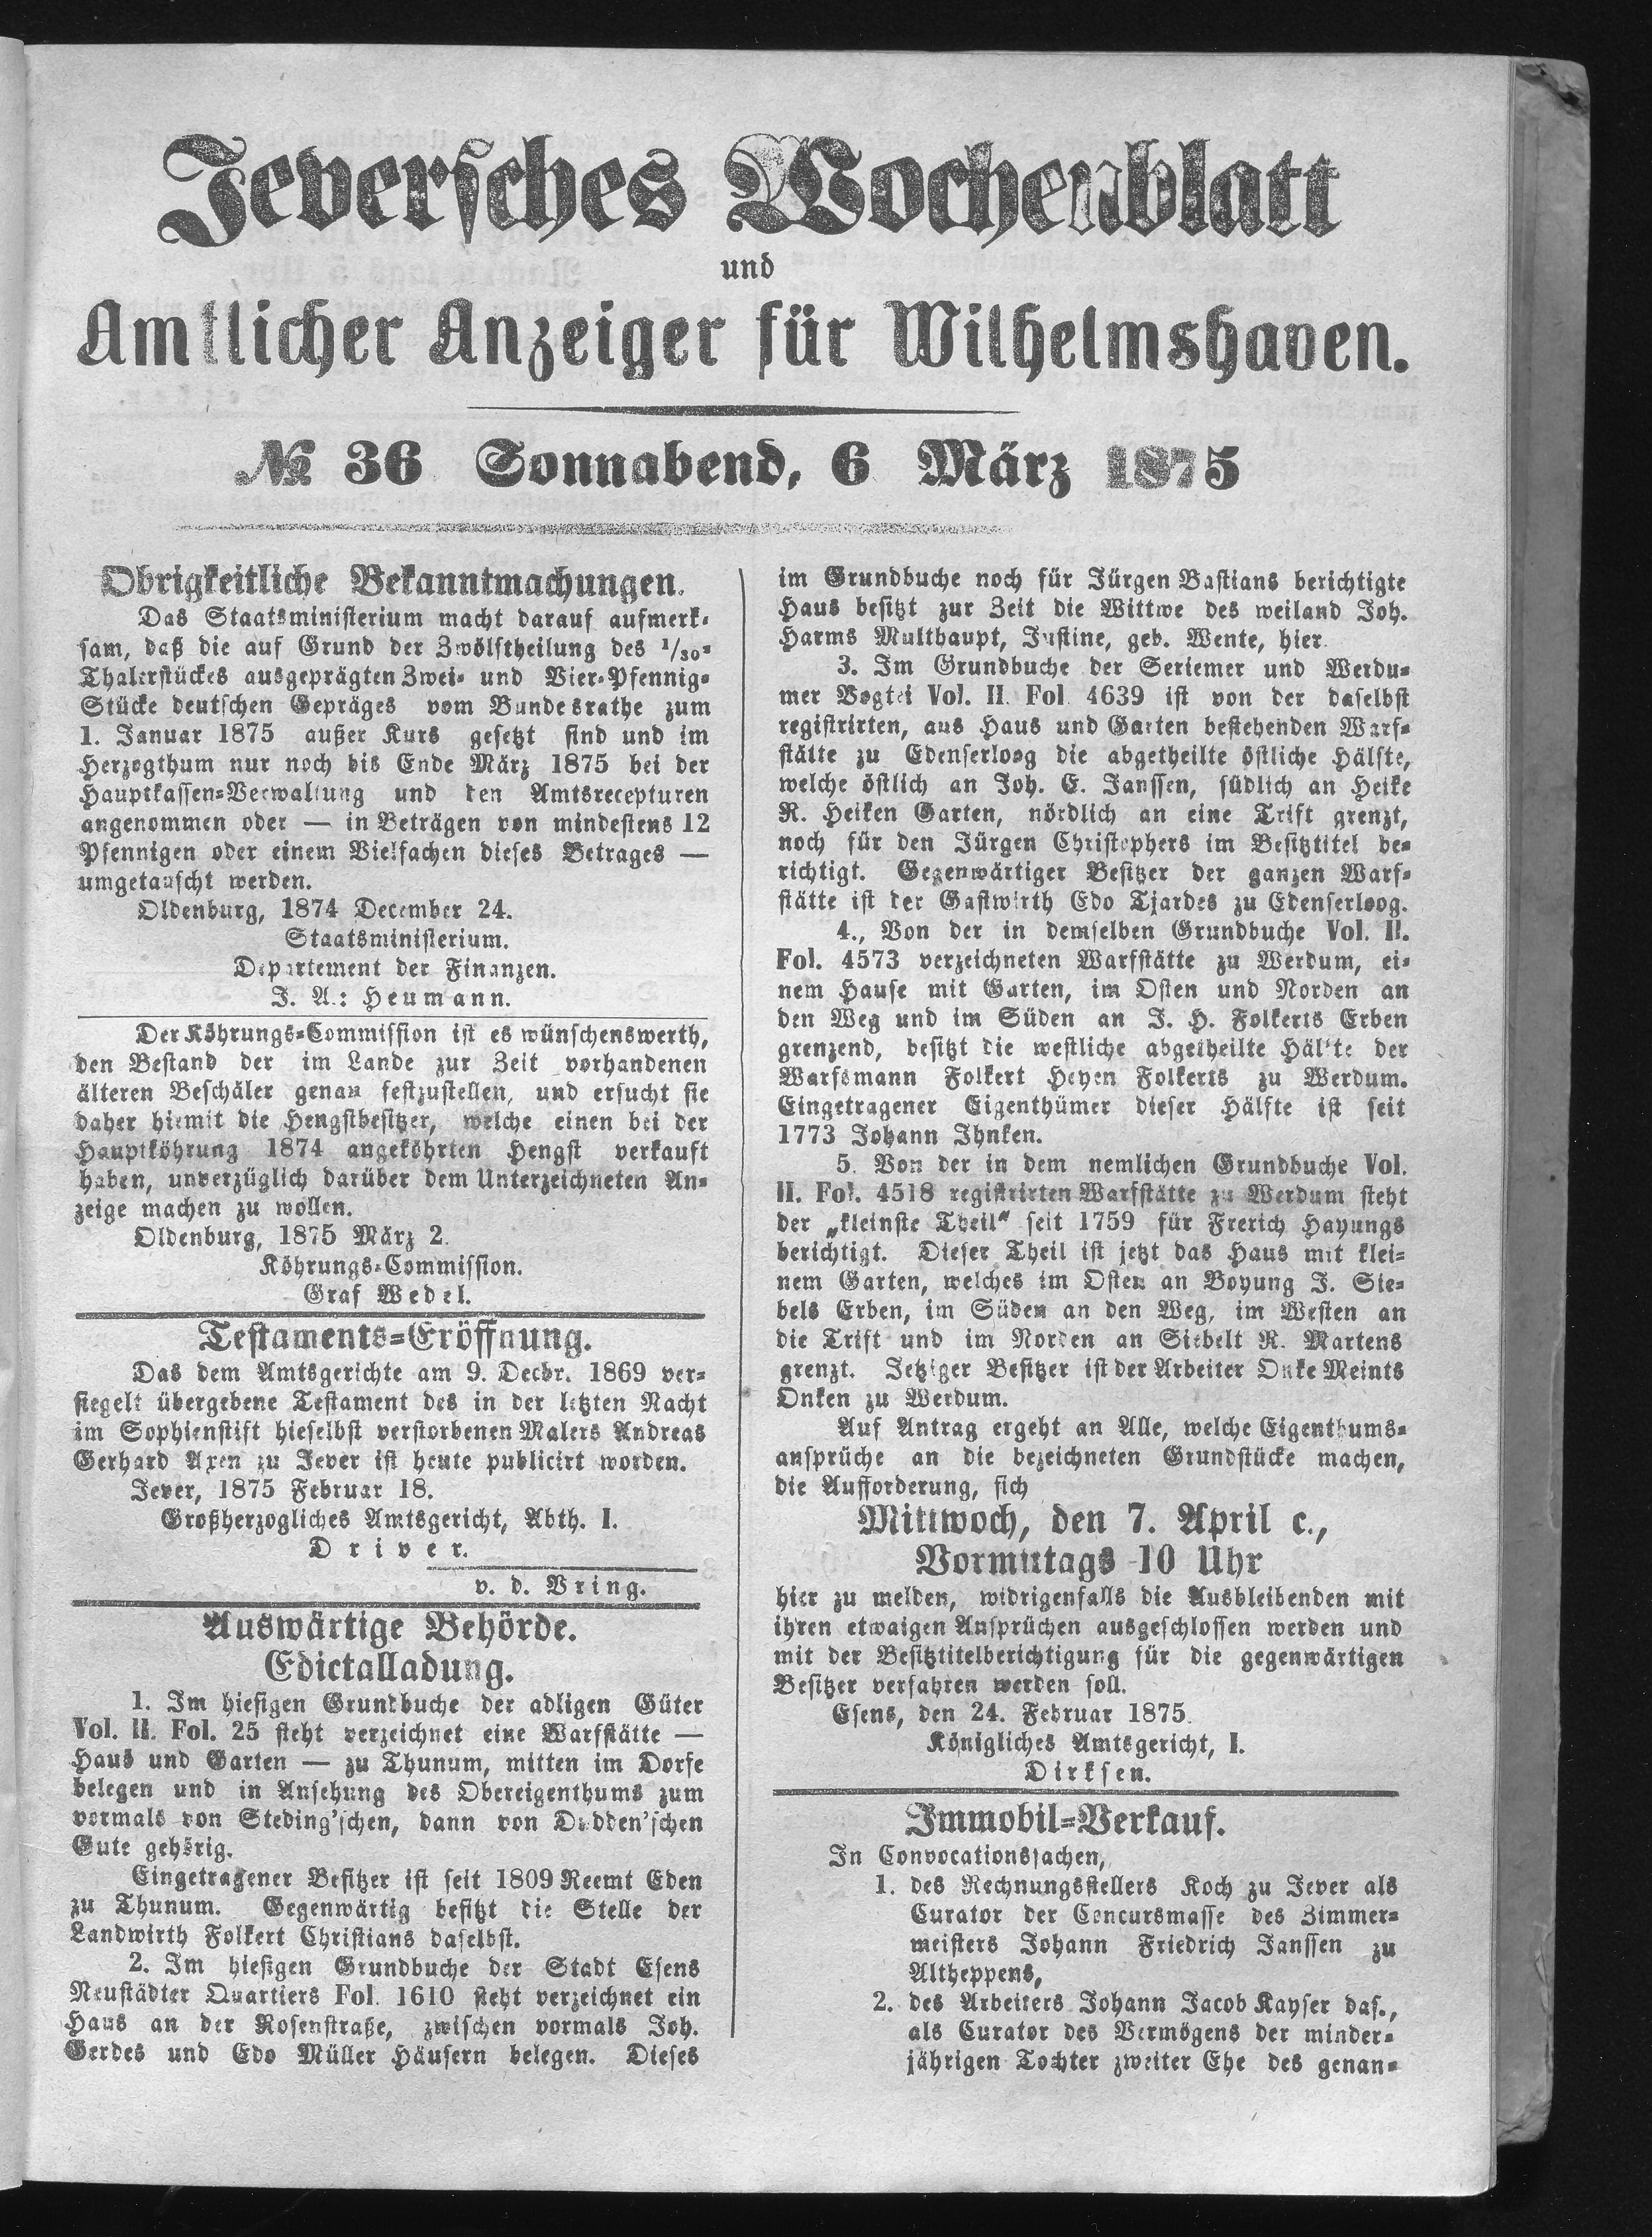 Jeversches Wochenblatt
und
Amtlicher Anzeiger für Wilhelmshaven.
№ 36 Sonnabend, 6 März 1875
Obrigkeitliche Bekanntmachungen.
Das Staatsministerium macht darauf aufmerk-
sam, daß die auf Grund der Zwölftheilung des 1/30-
Thalerstückes ausgeprägten Zwei- und Vier-Pfennig-
Stücke deutschen Gepräges vom Bundesrathe zum
1. Januar 1875 außer Kurs gesetzt sind und im
Herzogthum nur noch bis Ende März 1875 bei der
Hauptkassen-Verwaltung und den Amtsrecepturen
angenommen oder — in Beträgen von mindestens 12
Pfennigen oder einem Vielfachen dieses Betrages —
umgetauscht werden.
Oldenburg, 1874 December 24.
Staatsministerium.
Departement der Finanzen.
J. A.: Heumann.
Der Köhrungs-Commission ist es wünschenswerth,
den Bestand der im Lande zur Zeit vorhandenen
älteren Beschäler genau festzustellen, und ersucht sie
daher hiemit die Hengstbesitzer, welche einen bei der
Hauptköhrung 1874 angeköhrten Hengst verkauft
haben, unverzüglich darüber dem Unterzeichneten An-
zeige machen zu wollen.
Oldenburg, 1875 März 2.
Köhrungs-Commission.
Graf Wedel.
Testaments-Eröffnung.
Das dem Amtsgerichte am 9. Decbr. 1869 ver-
siegelt übergebene Testament des in der letzten Nacht
im Sophienstift hieselbst verstorbenen Malers Andreas
Gerhard Axen zu Jever ist heute publicirt worden.
Jever, 1875 Februar 18.
Großherzogliches Amtsgericht, Abth. I.
Driver.
v. d. Vring.
Auswärtige Behörde.
Edictalladung.
1. Im hiesigen Grundbuche der adligen Güter
Vol. II. Fol. 25 steht verzeichnet eine Warfstätte —
Haus und Garten — zu Thunum, mitten im Dorfe
belegen und in Ansehung des Obereigenthums zum
vormals von Steding'schen, dann von Dedden'schen
Gute gehörig.
Eingetragener Besitzer ist seit 1809 Reemt Eden
zu Thunum. Gegenwärtig besitzt die Stelle der
Landwirth Folkert Christians daselbst.
2. Im hiesigen Grundbuche der Stadt Esens
Neustädter Quartiers Fol. 1610 steht verzeichnet ein
Haus an der Rosenstraße, zwischen vormals Joh.
Gerdes und Edo Müller Häusern belegen. Dieses
im Grundbuche noch für Jürgen Bastians berichtigte
Haus besitzt zur Zeit die Wittwe des weiland Joh.
Harms Multhaupt, Justine, geb. Wente, hier.
3. Im Grundbuche der Seriemer und Werdu-
mer Vogtei Vol. II. Fol 4639 ist von der daselbst
registrirten, aus Haus und Garten bestehenden Warf-
stätte zu Edenserloog die abgetheilte östliche Hälfte,
welche östlich an Joh. E. Janssen, südlich an Heike
R. Heiken Garten, nördlich an eine Trift grenzt,
noch für den Jürgen Christophers im Besitztitel be-
richtigt. Gegenwärtiger Besitzer der ganzen Warf-
stätte ist der Gastwirth Edo Tjardes zu Edenserloog.
4., Von der in demselben Grundbuche Vol. II.
Fol. 4573 verzeichneten Warfstätte zu Werdum, ei-
nem Hause mit Garten, im Osten und Norden an
den Weg und im Süden an J. H. Folkerts Erben
grenzend, besitzt die westliche abgetheilte Hälfte der
Warfsmann Folkert Heyen Folkerts zu Werdum.
Eingetragener Eigenthümer dieser Hälfte ist seit
1773 Johann Ihnken.
5. Von der in dem nemlichen Grundbuche Vol.
II. Fol. 4518 registrirten Warfstätte zu Werdum steht
der „kleinste Theil“ seit 1759 für Frerich Hayungs
berichtigt. Dieser Theil ist jetzt das Haus mit klei-
nem Garten, welches im Osten an Boyung J. Sie-
bels Erben, im Süden an den Weg, im Westen an
die Trift und im Norden an Siebelt R. Martens
grenzt. Jetziger Besitzer ist der Arbeiter Onke Meints
Onken zu Werdum.
Auf Antrag ergeht an Alle, welche Eigenthums-
ansprüche an die bezeichneten Grundstücke machen,
die Aufforderung, sich
Mittwoch, den 7. April c.,
Vormittags 10 Uhr
hier zu melden, widrigenfalls die Ausbleibenden mit
ihren etwaigen Ansprüchen ausgeschlossen werden und
mit der Besitztitelberichtigung für die gegenwärtigen
Besitzer verfahren werden soll.
Esens, den 24. Februar 1875.
Königliches Amtsgericht, I.
Dirksen.
Immobil-Verkauf.
In Convocationssachen,
1. des Rechnungsstellers Koch zu Jever als
Curator der Concursmasse des Zimmer-
meisters Johann Friedrich Janssen zu
Altheppens,
2. des Arbeiters Johann Jacob Kayser das.,
als Curator des Vermögens der minder-
jährigen Tochter zweiter Ehe des genan-